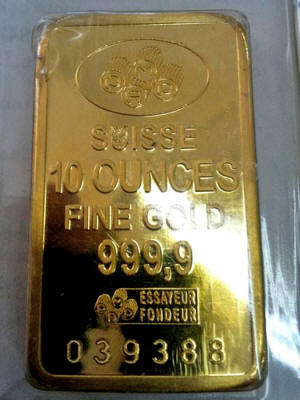 SUISSE
10 OUNCES
FINE GOLD
999,9
ESSAYEUR
FONDEUR
039388